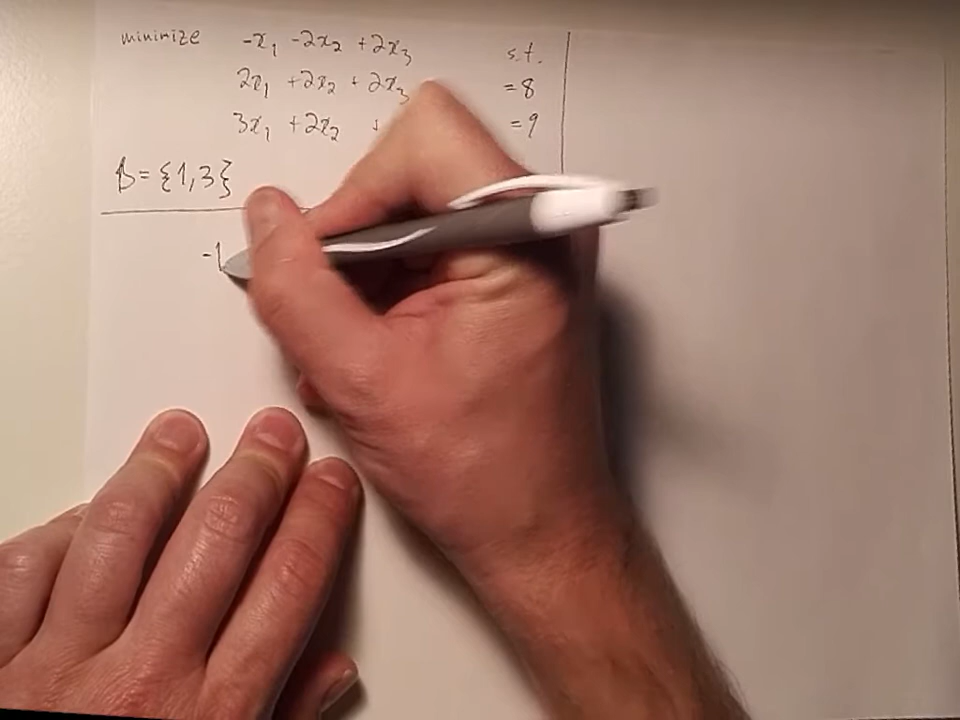 minimize -x₁ -2x₂ +2x₃ s.t.
2x₁ +2x₂ +2x₃ =8
3x₁ +2x₂ + =9
B={1,3}
-1